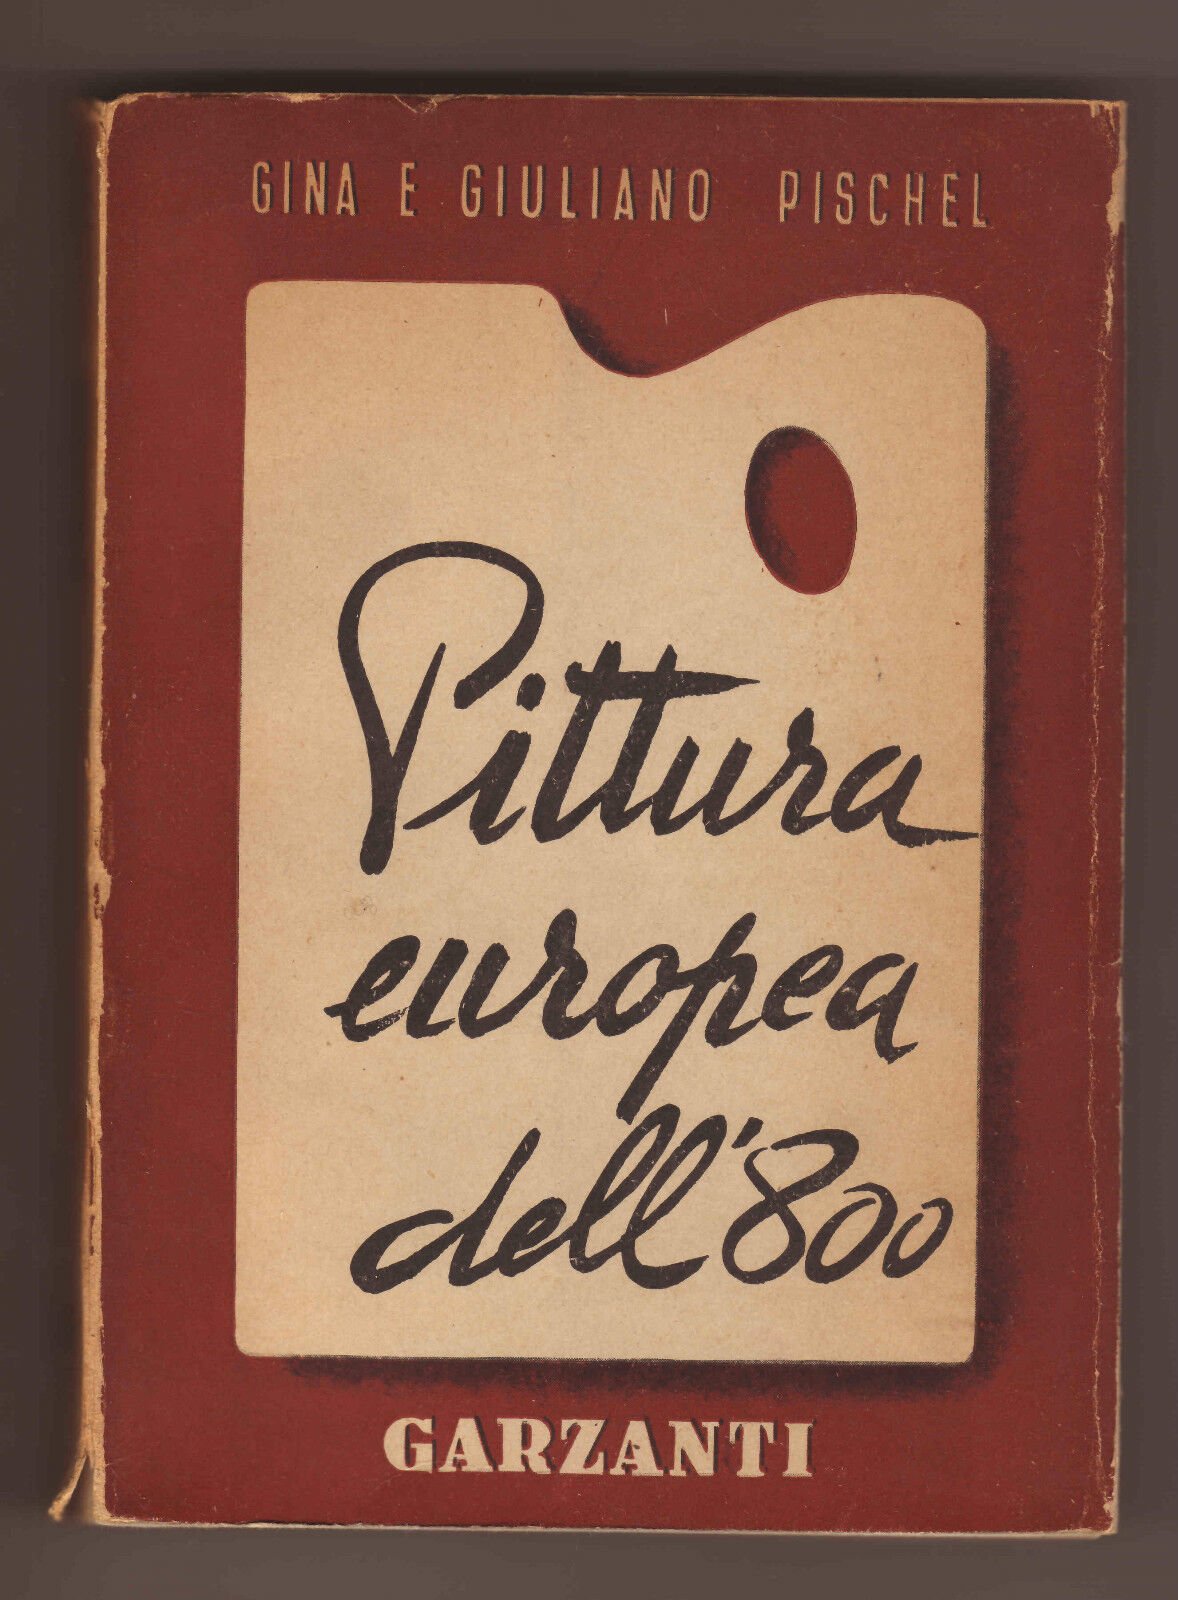 GINA E GIULIANO PISCHEL
Pittura
europea
dell'800
GARZANTI